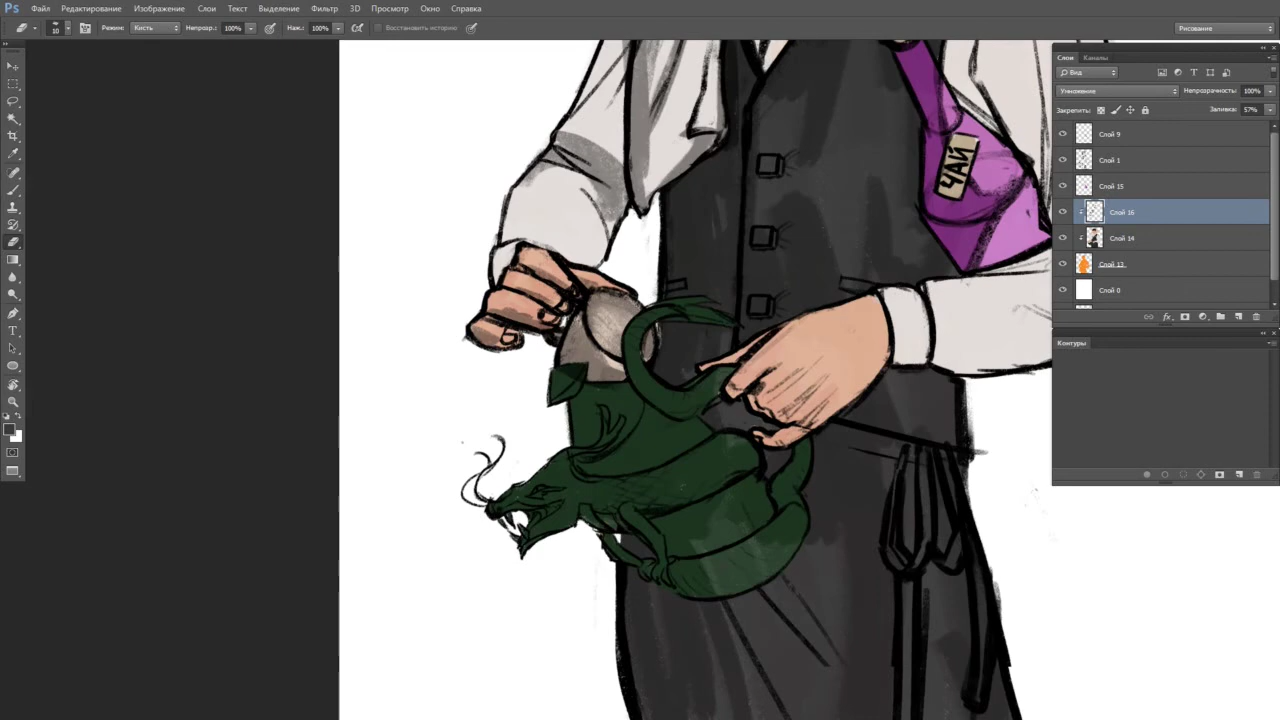 Ps Файл Редактирование Изображение Слои Текст Выделение Фильтр 3D Просмотр Окно Справка
10 Режим: Кисть Непрозр.: 100% Наж.: 100% Восстановить историю Рисование
Слои Каналы
Вид
Умножение Непрозрачность: 100%
Закрепить: Заливка: 57%
Слой 9
Слой 1
Слой 15
Слой 16
Слой 14
Слой 13
Слой 0
Контуры
ЧАЙ